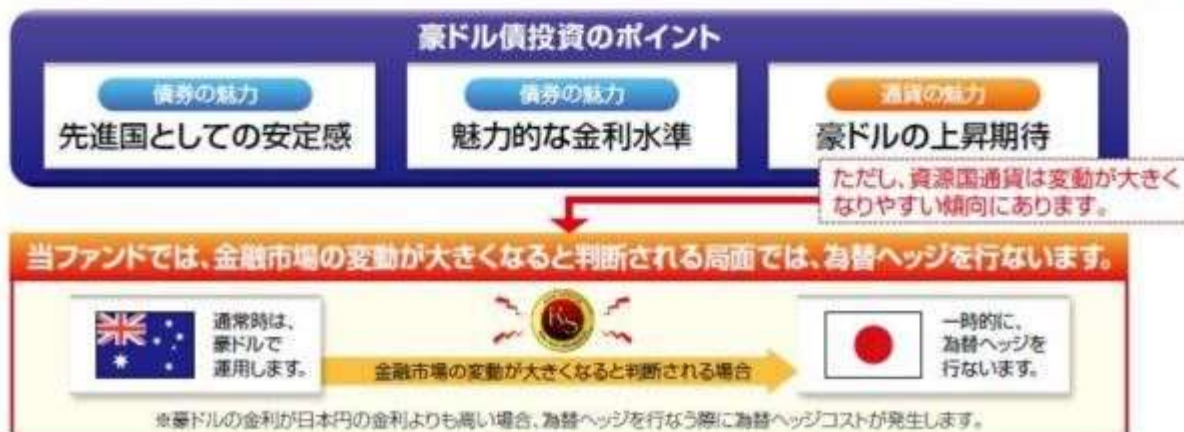 豪ドル債投資のポイント
債券の魅力
先進国としての安定感
債券の魅力
魅力的な金利水準
通貨の魅力
豪ドルの上昇期待
ただし、資源国通貨は変動が大きく
なりやすい傾向にあります。
当ファンドでは、金融市場の変動が大きくなると判断される局面では、為替ヘッジを行ないます。
通常時は、
豪ドルで
運用します。
金融市場の変動が大きくなると判断される場合
一時的に、
為替ヘッジを
行ないます。
※豪ドルの金利が日本円の金利よりも高い場合、為替ヘッジを行なう際に為替ヘッジコストが発生します。